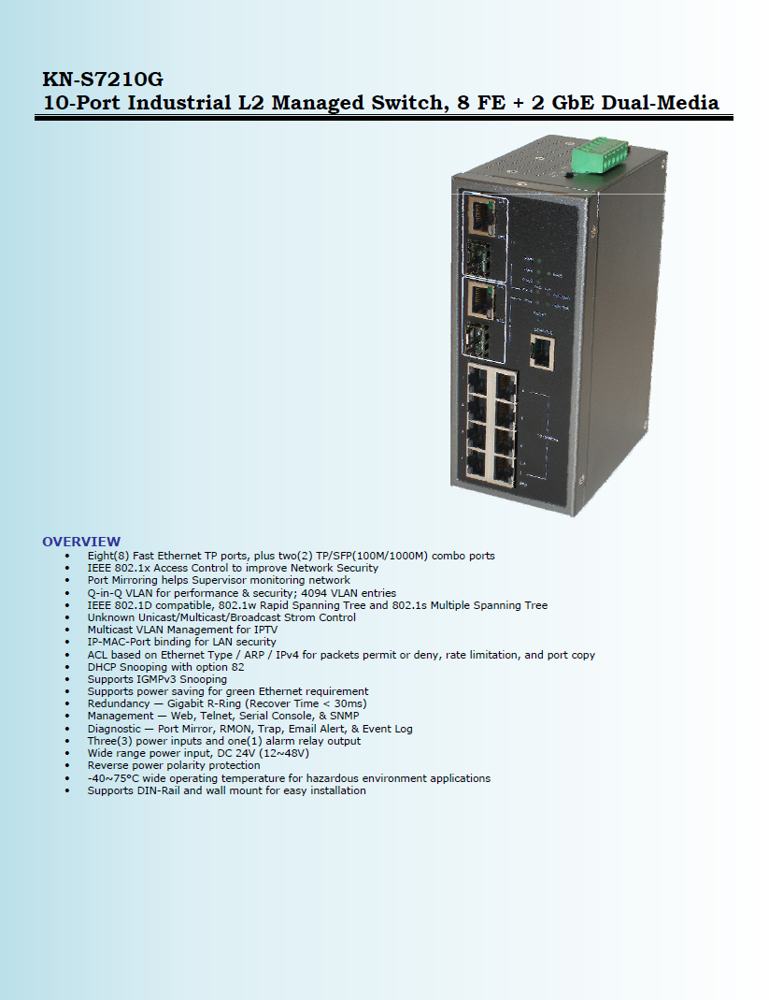 KN-S7210G
10-Port Industrial L2 Managed Switch, 8 FE + 2 GbE Dual-Media
OVERVIEW
• Eight(8) Fast Ethernet TP ports, plus two(2) TP/SFP(100M/1000M) combo ports
• IEEE 802.1x Access Control to improve Network Security
• Port Mirroring helps Supervisor monitoring network
• Q-in-Q VLAN for performance & security; 4094 VLAN entries
• IEEE 802.1D compatible, 802.1w Rapid Spanning Tree and 802.1s Multiple Spanning Tree
• Unknown Unicast/Multicast/Broadcast Strom Control
• Multicast VLAN Management for IPTV
• IP-MAC-Port binding for LAN security
• ACL based on Ethernet Type / ARP / IPv4 for packets permit or deny, rate limitation, and port copy
• DHCP Snooping with option 82
• Supports IGMPv3 Snooping
• Supports power saving for green Ethernet requirement
• Redundancy — Gigabit R-Ring (Recover Time < 30ms)
• Management — Web, Telnet, Serial Console, & SNMP
• Diagnostic — Port Mirror, RMON, Trap, Email Alert, & Event Log
• Three(3) power inputs and one(1) alarm relay output
• Wide range power input, DC 24V (12~48V)
• Reverse power polarity protection
• -40~75°C wide operating temperature for hazardous environment applications
• Supports DIN-Rail and wall mount for easy installation